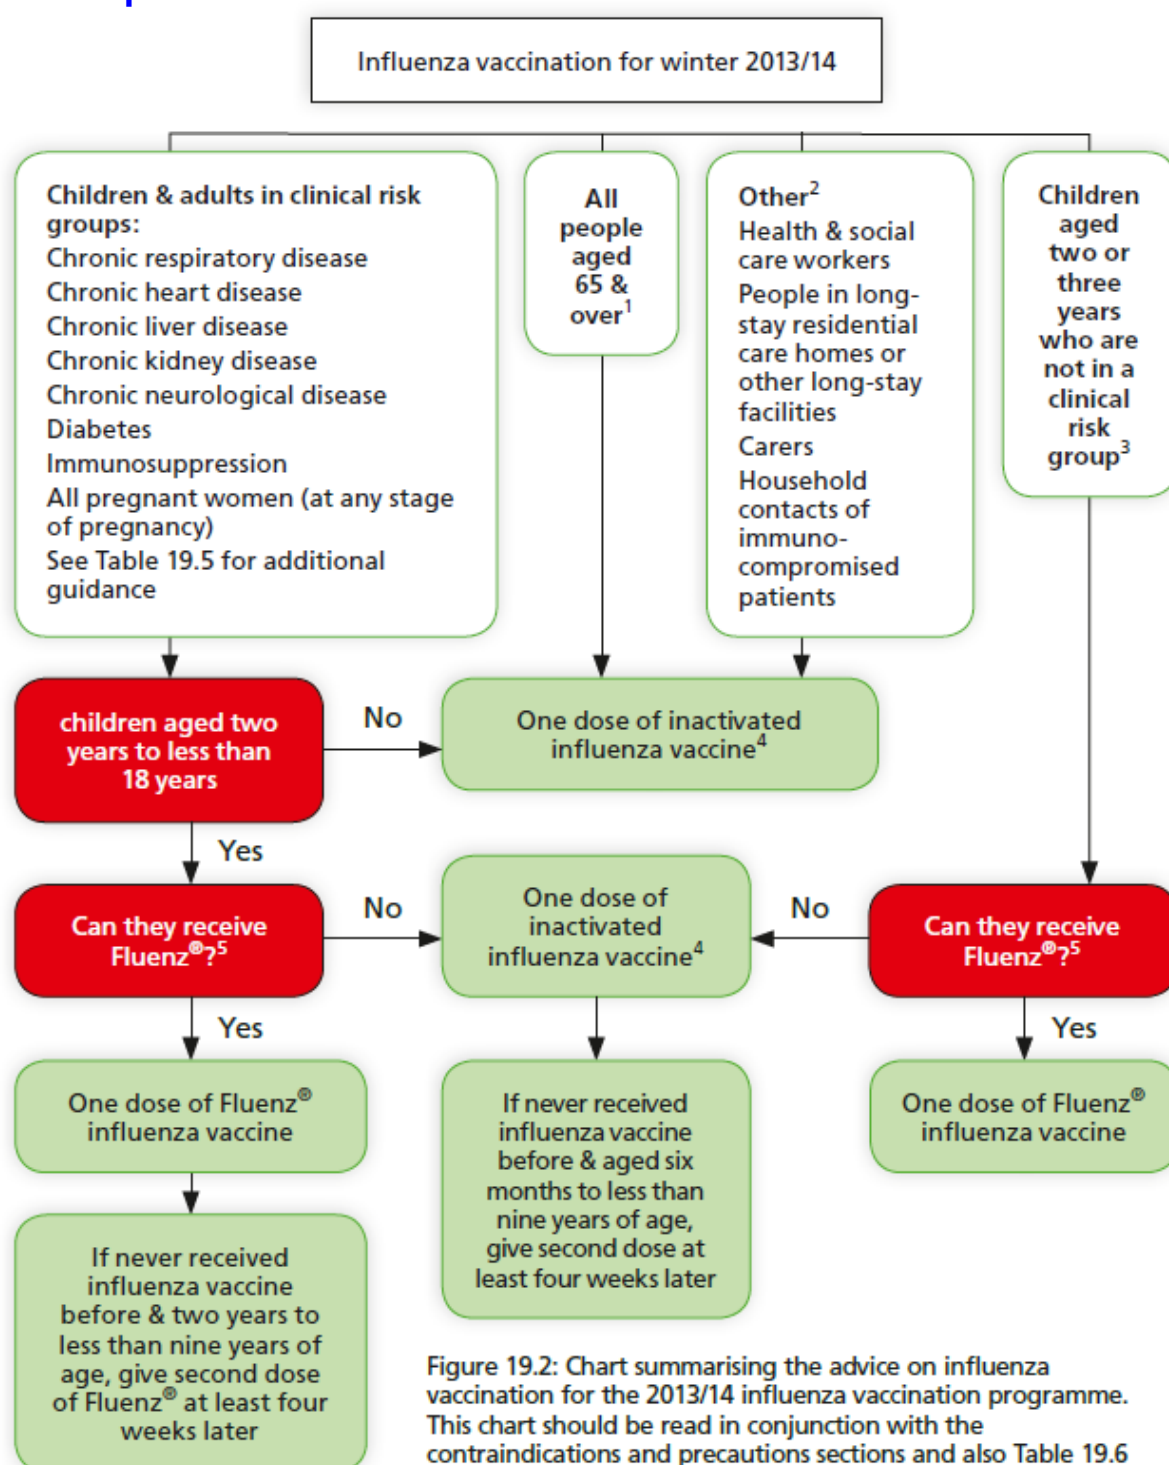 Influenza vaccination for winter 2013/14
Children & adults in clinical risk
groups:
Chronic respiratory disease
Chronic heart disease
Chronic liver disease
Chronic kidney disease
Chronic neurological disease
Diabetes
Immunosuppression
All pregnant women (at any stage
of pregnancy)
See Table 19.5 for additional
guidance
All
people
aged
65 &
over¹
Other²
Health & social
care workers
People in long-
stay residential
care homes or
other long-stay
facilities
Carers
Household
contacts of
immuno-
compromised
patients
Children
aged
two or
three
years
who are
not in a
clinical
risk
group³
children aged two
years to less than
18 years
No
One dose of inactivated
influenza vaccine⁴
Yes
Can they receive
Fluenz®?⁵
No
One dose of
inactivated
influenza vaccine⁴
No
Can they receive
Fluenz®?⁵
Yes
Yes
One dose of Fluenz®
influenza vaccine
If never received
influenza vaccine
before & aged six
months to less than
nine years of age,
give second dose at
least four weeks later
One dose of Fluenz®
influenza vaccine
If never received
influenza vaccine
before & two years to
less than nine years of
age, give second dose
of Fluenz® at least four
weeks later
Figure 19.2: Chart summarising the advice on influenza
vaccination for the 2013/14 influenza vaccination programme.
This chart should be read in conjunction with the
contraindications and precautions sections and also Table 19.6